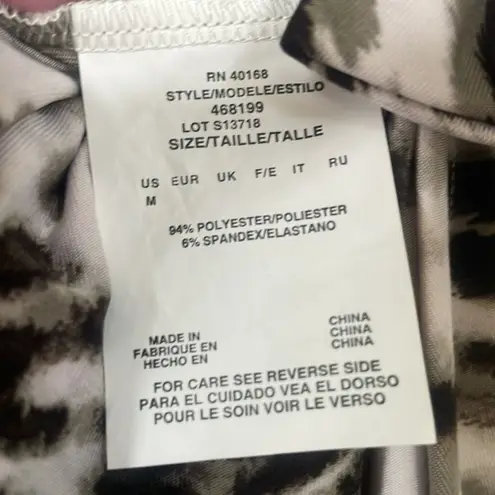 RN 40168
STYLE/MODELE/ESTILO
468199
LOT S13718
SIZE/TAILLE/TALLE
US EUR UK F/E IT RU
M
94% POLYESTER/POLIESTER
6% SPANDEX/ELASTANO
MADE IN CHINA
FABRIQUE EN CHINA
HECHO EN CHINA
FOR CARE SEE REVERSE SIDE
PARA EL CUIDADO VEA EL DORSO
POUR LE SOIN VOIR LE VERSO